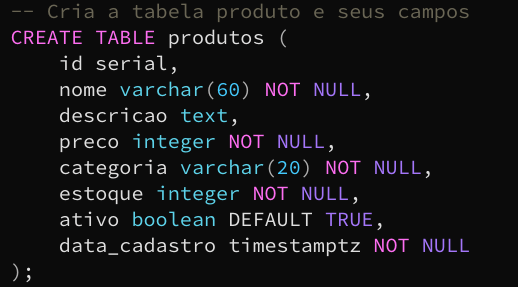 -- Cria a tabela produto e seus campos
CREATE TABLE produtos (
    id serial,
    nome varchar(60) NOT NULL,
    descricao text,
    preco integer NOT NULL,
    categoria varchar(20) NOT NULL,
    estoque integer NOT NULL,
    ativo boolean DEFAULT TRUE,
    data_cadastro timestamptz NOT NULL
);